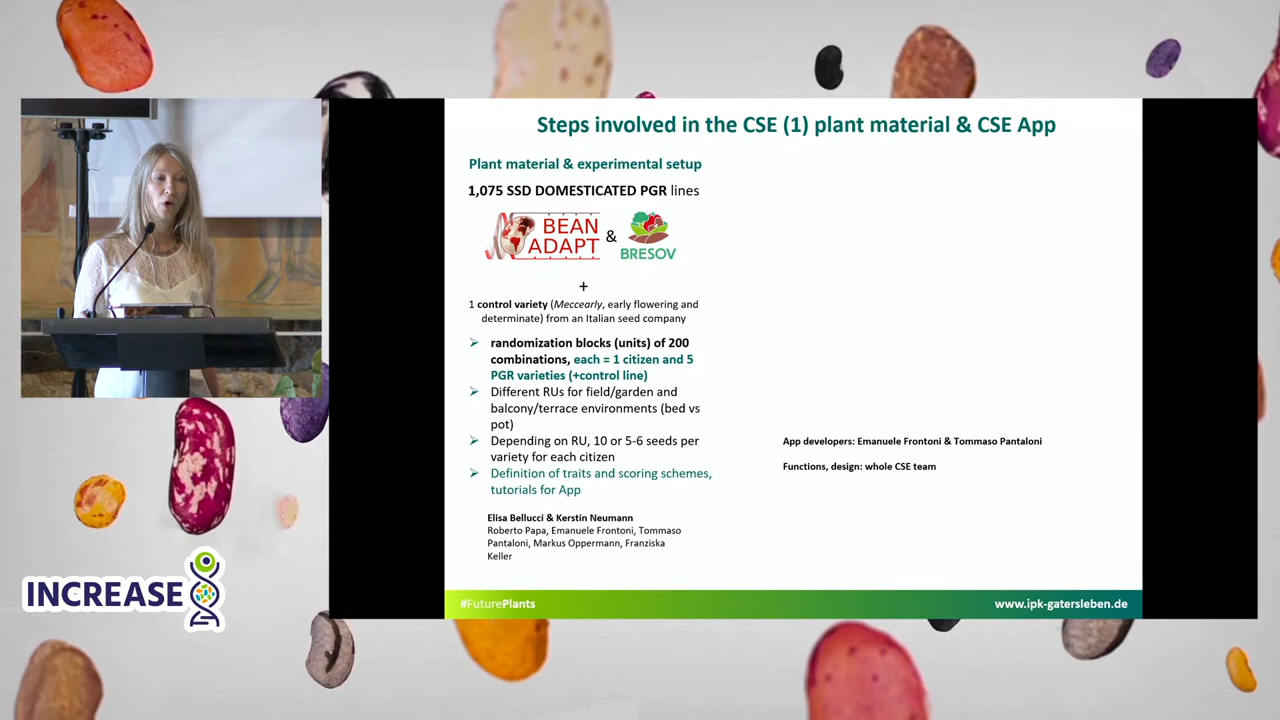 Steps involved in the CSE (1) plant material & CSE App
Plant material & experimental setup
1,075 SSD DOMESTICATED PGR lines
BEAN
ADAPT
&
BRESOV
+
1 control variety (Meccearly, early flowering and
determinate) from an Italian seed company
➢ randomization blocks (units) of 200
combinations, each = 1 citizen and 5
PGR varieties (+control line)
➢ Different RUs for field/garden and
balcony/terrace environments (bed vs
pot)
➢ Depending on RU, 10 or 5-6 seeds per
variety for each citizen
➢ Definition of traits and scoring schemes,
tutorials for App
Elisa Bellucci & Kerstin Neumann
Roberto Papa, Emanuele Frontoni, Tommaso
Pantaloni, Markus Oppermann, Franziska
Keller
App developers: Emanuele Frontoni & Tommaso Pantaloni
Functions, design: whole CSE team
#FuturePlants
www.ipk-gatersleben.de
INCREASE